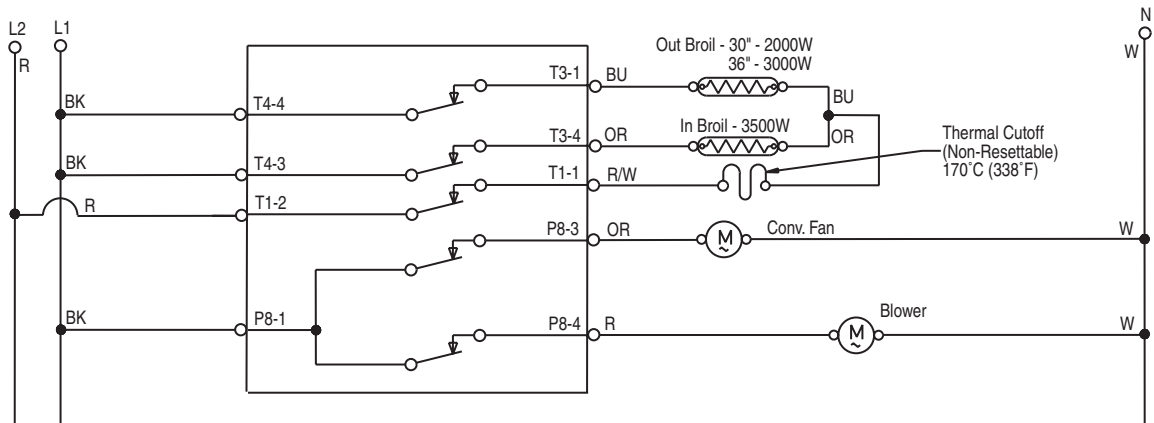 L2
L1
N
R
W
Out Broil - 30" - 2000W
36" - 3000W
T3-1
BU
BU
BK
T4-4
In Broil - 3500W
T3-4
OR
OR
Thermal Cutoff
(Non-Resettable)
170˚C (338˚F)
BK
T4-3
T1-1
R/W
R
T1-2
P8-3
OR
M
~
Conv. Fan
W
Blower
BK
P8-1
P8-4
R
M
~
W